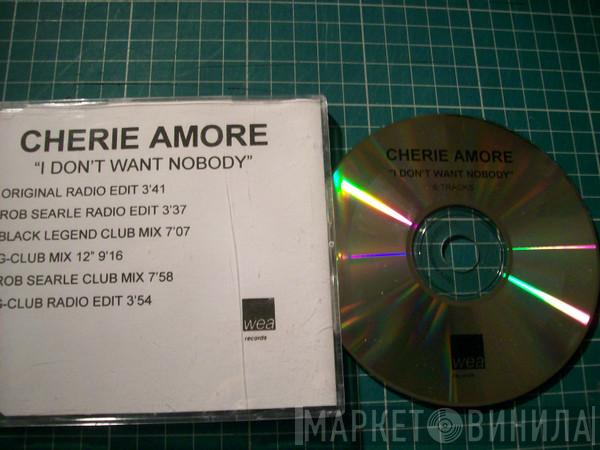 CHERIE AMORE
"I DON'T WANT NOBODY"
ORIGINAL RADIO EDIT 3'41
ROB SEARLE RADIO EDIT 3'37
BLACK LEGEND CLUB MIX 7'07
G-CLUB MIX 12" 9'16
ROB SEARLE CLUB MIX 7'58
G-CLUB RADIO EDIT 3'54
wea
records
CHERIE AMORE
"I DON'T WANT NOBODY"
6 TRACKS
wea
records
МАРКЕТ ВИНИЛА